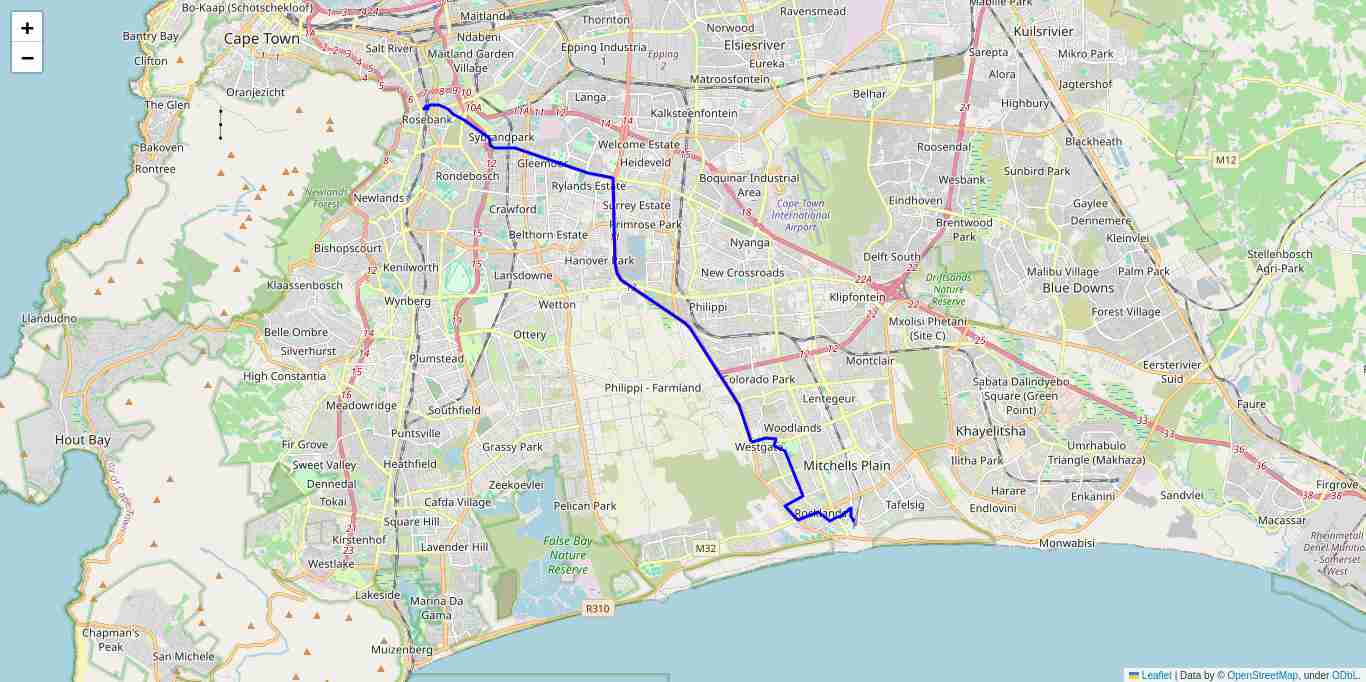 Bo-Kaap (Schotschekloof)
Maitland
Thornton
Ravensmead
Mabille Park
Bantry Bay
Cape Town
Ndabeni
Norwood
Elsiesriver
Kuilsrivier
Salt River
Maitland Garden
Village
Epping Industria
1
Epping
2
Eureka
Sarepta
Mikro Park
Clifton
Matroosfontein
Alora
Jagtershof
Oranjezicht
Langa
Belhar
Highbury
The Glen
Rosebank
Kalksteenfontein
Bakoven
Sybrandpark
Welcome Estate
Roosendal
Blackheath
M12
Rontree
Gleemoor
Heideveld
Rondebosch
Rylands Estate
Boquinar Industrial
Area
Wesbank
Sunbird Park
Newlands
Forest
Newlands
Crawford
Surrey Estate
Cape Town
International
Airport
Eindhoven
Gaylee
Dennemere
Primrose Park
Brentwood
Park
Kleinvlei
Bishopscourt
Belthorn Estate
Nyanga
Delft South
Stellenbosch
Agri-Park
Kenilworth
Lansdowne
Hanover Park
New Crossroads
Malibu Village
Palm Park
Klaassenbosch
Driftsands
Nature
Reserve
Blue Downs
Wynberg
Wetton
Philippi
Klipfontein
Forest Village
Llandudno
Belle Ombre
Ottery
Mxolisi Phetani
(Site C)
Silverhurst
Plumstead
Montclair
Eersterivier
Suid
High Constantia
Philippi - Farmland
Colorado Park
Sabata Dalindyebo
Square (Green
Point)
Meadowridge
Southfield
Lentegeur
Faure
Hout Bay
Puntsville
Woodlands
Khayelitsha
Fir Grove
Grassy Park
Westgate
Umrhabulo
Triangle (Makhaza)
Sweet Valley
Heathfield
Mitchells Plain
Ilitha Park
Dennedal
Zeekoevlei
Harare
Enkanini
Sandvlei
Firgrove
Tokai
Cafda Village
Pelican Park
Rocklands
Tafelsig
Endlovini
Macassar
Square Hill
Kirstenhof
Lavender Hill
False Bay
Nature
Reserve
M32
Monwabisi
Rheinmetall
Denel Munition
- Somerset
West
Westlake
Lakeside
Marina Da
Gama
R310
Chapman's
Peak
San Michele
Muizenberg
+
−
Leaflet | Data by © OpenStreetMap, under ODbL.